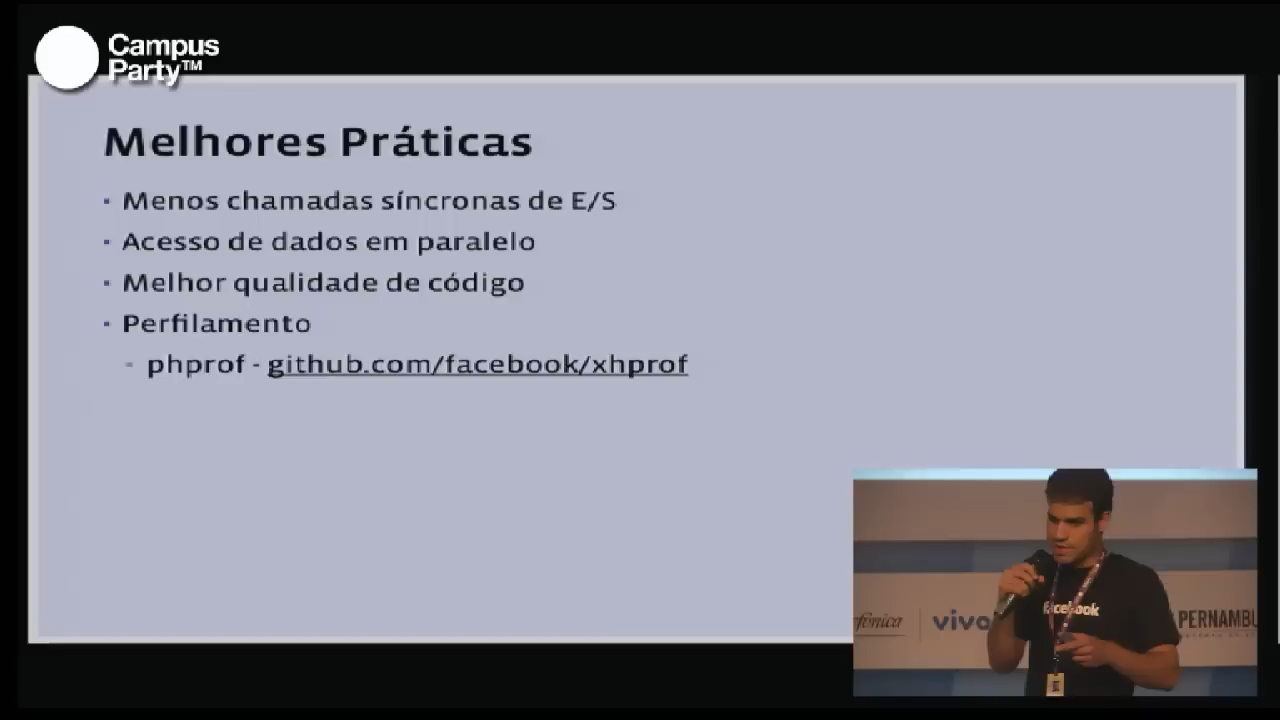 Campus
Party™
Melhores Práticas
▪ Menos chamadas síncronas de E/S
▪ Acesso de dados em paralelo
▪ Melhor qualidade de código
▪ Perfilamento
- phprof - github.com/facebook/xhprof
facebook
vivo
PERNAMBU